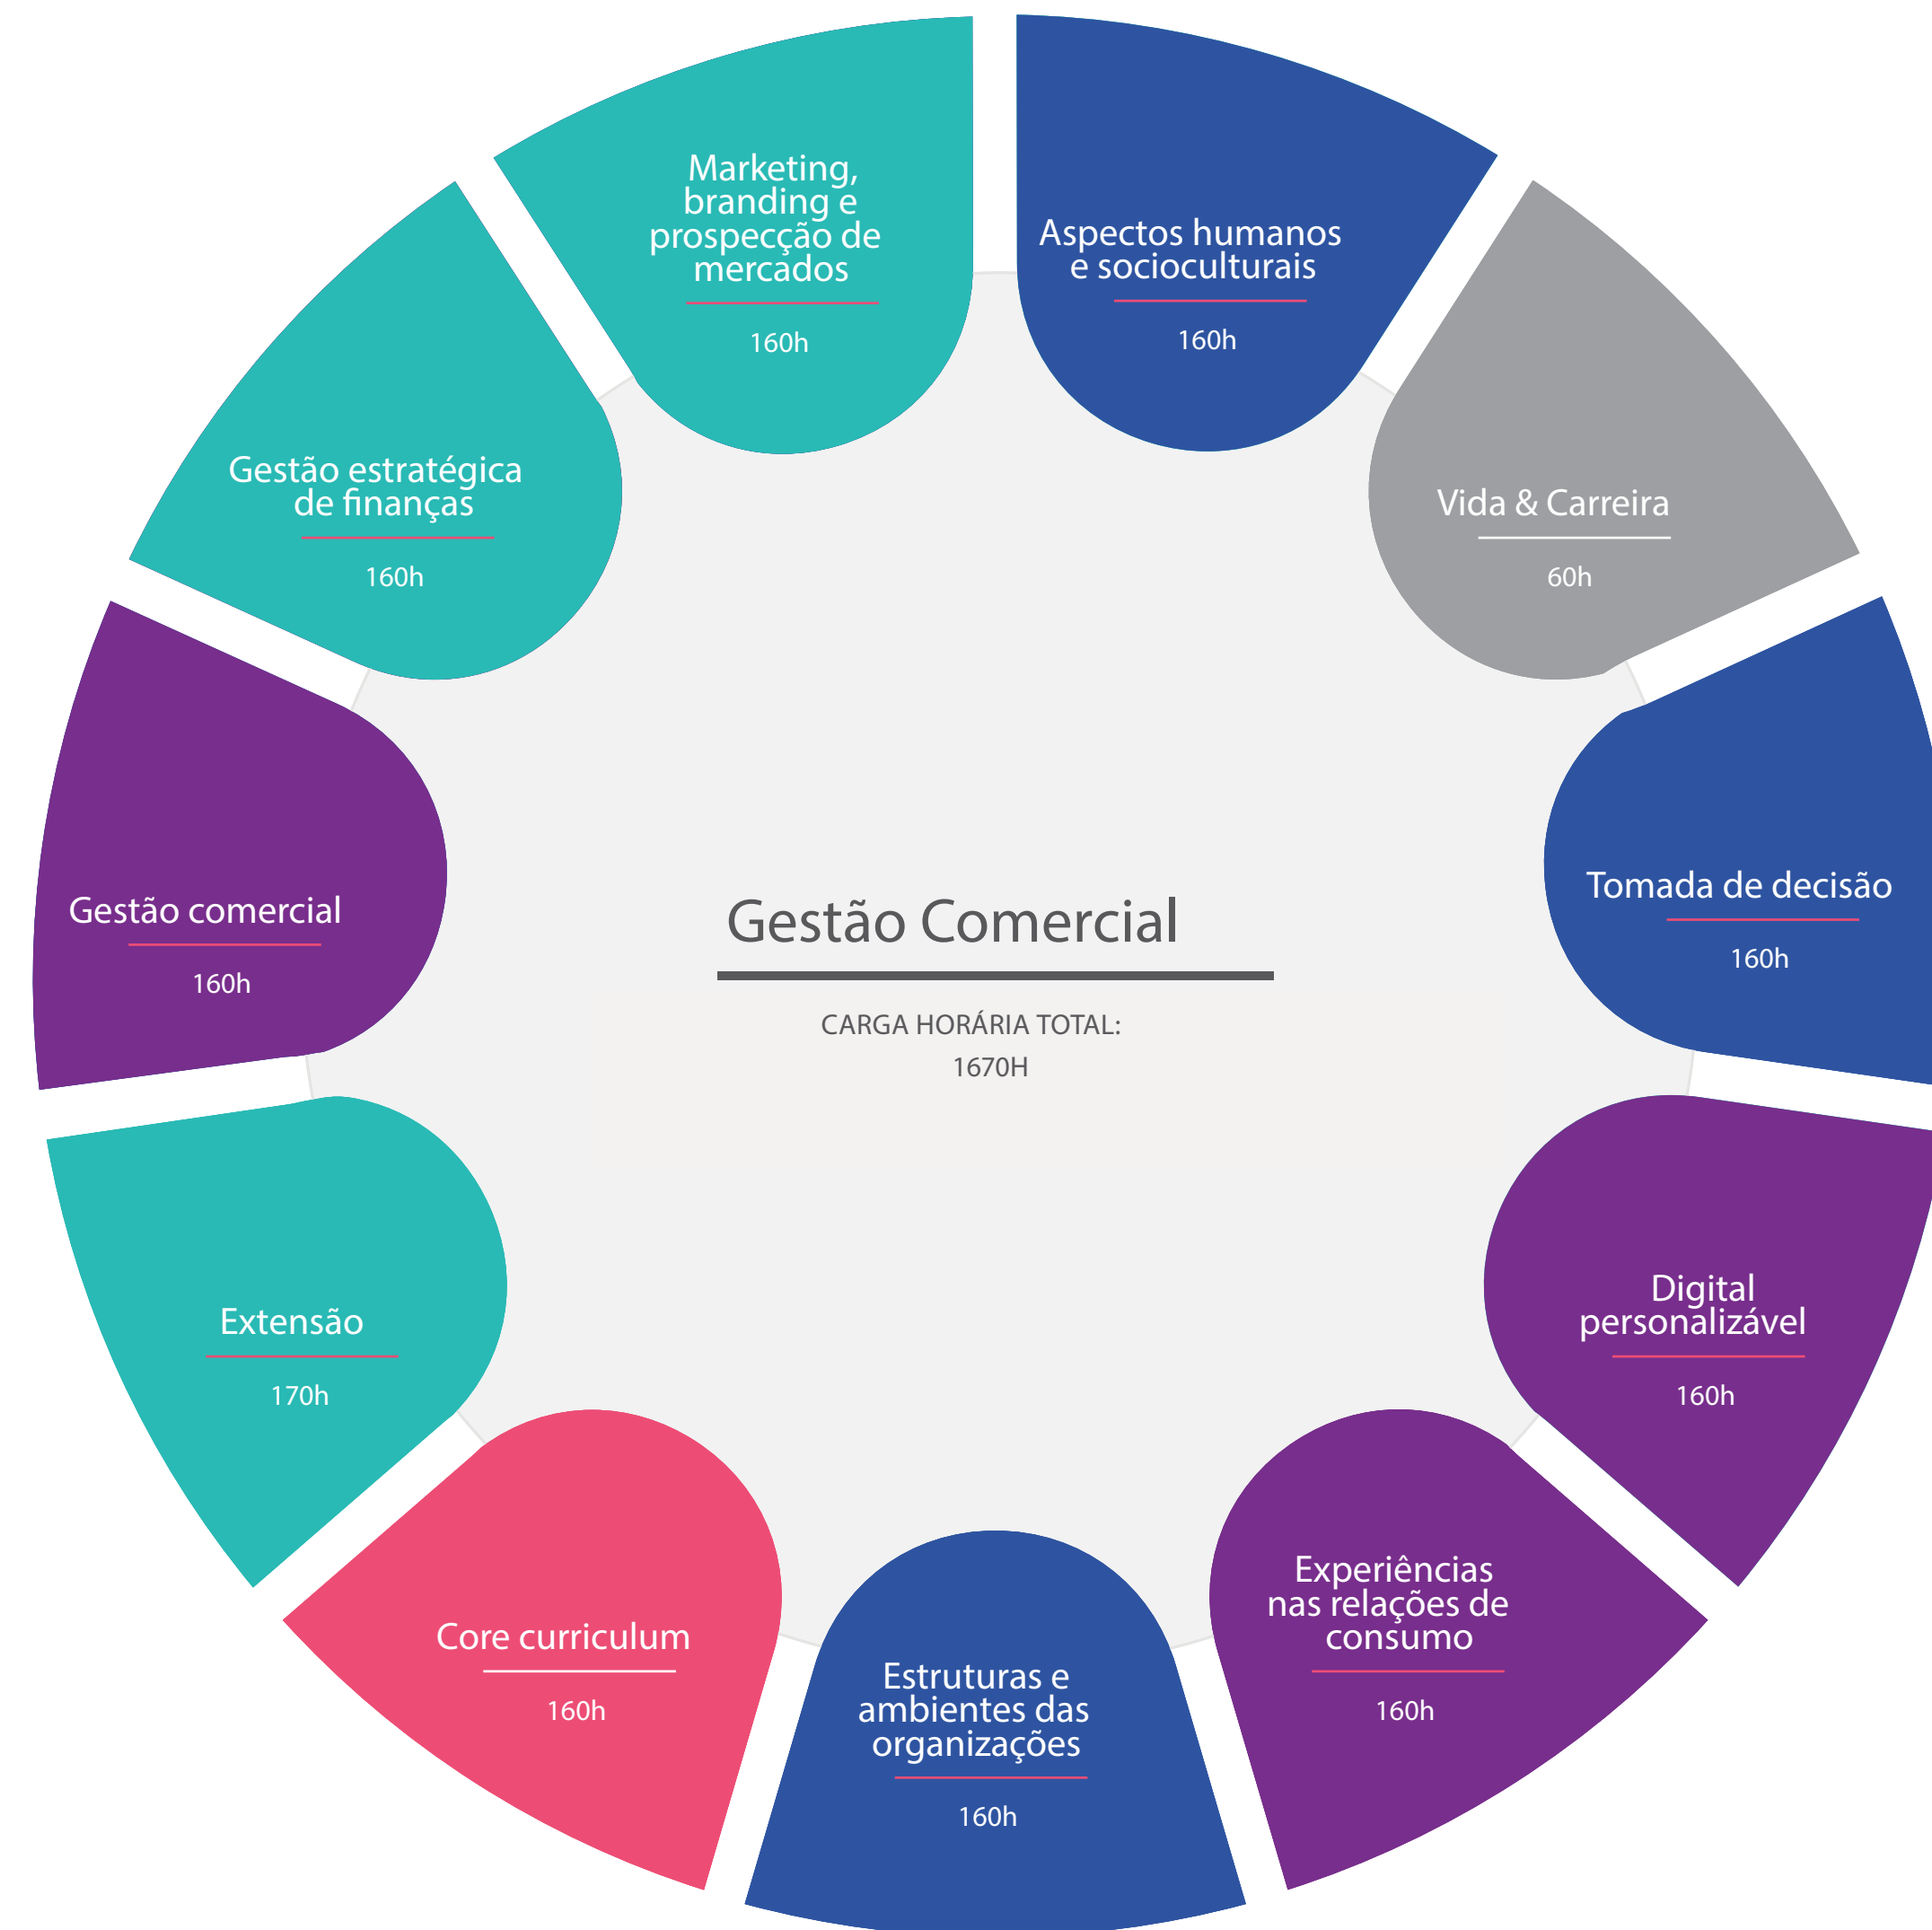 Marketing,
branding e
prospecção de
mercados
160h
Aspectos humanos
e socioculturais
160h
Vida & Carreira
60h
Tomada de decisão
160h
Digital
personalizável
160h
Experiências
nas relações de
consumo
160h
Estruturas e
ambientes das
organizações
160h
Core curriculum
160h
Extensão
170h
Gestão comercial
160h
Gestão estratégica
de finanças
160h
Gestão Comercial
CARGA HORÁRIA TOTAL:
1670H